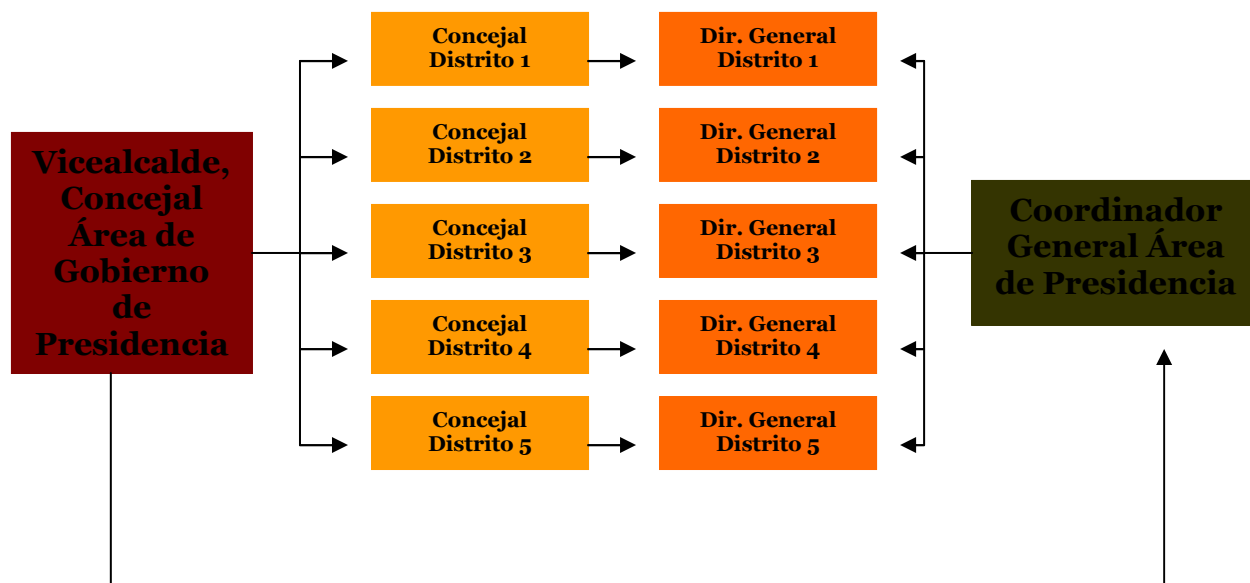 Vicealcalde,
Concejal
Área de
Gobierno
de
Presidencia
Concejal
Distrito 1
Dir. General
Distrito 1
Concejal
Distrito 2
Dir. General
Distrito 2
Concejal
Distrito 3
Dir. General
Distrito 3
Concejal
Distrito 4
Dir. General
Distrito 4
Concejal
Distrito 5
Dir. General
Distrito 5
Coordinador
General Área
de Presidencia